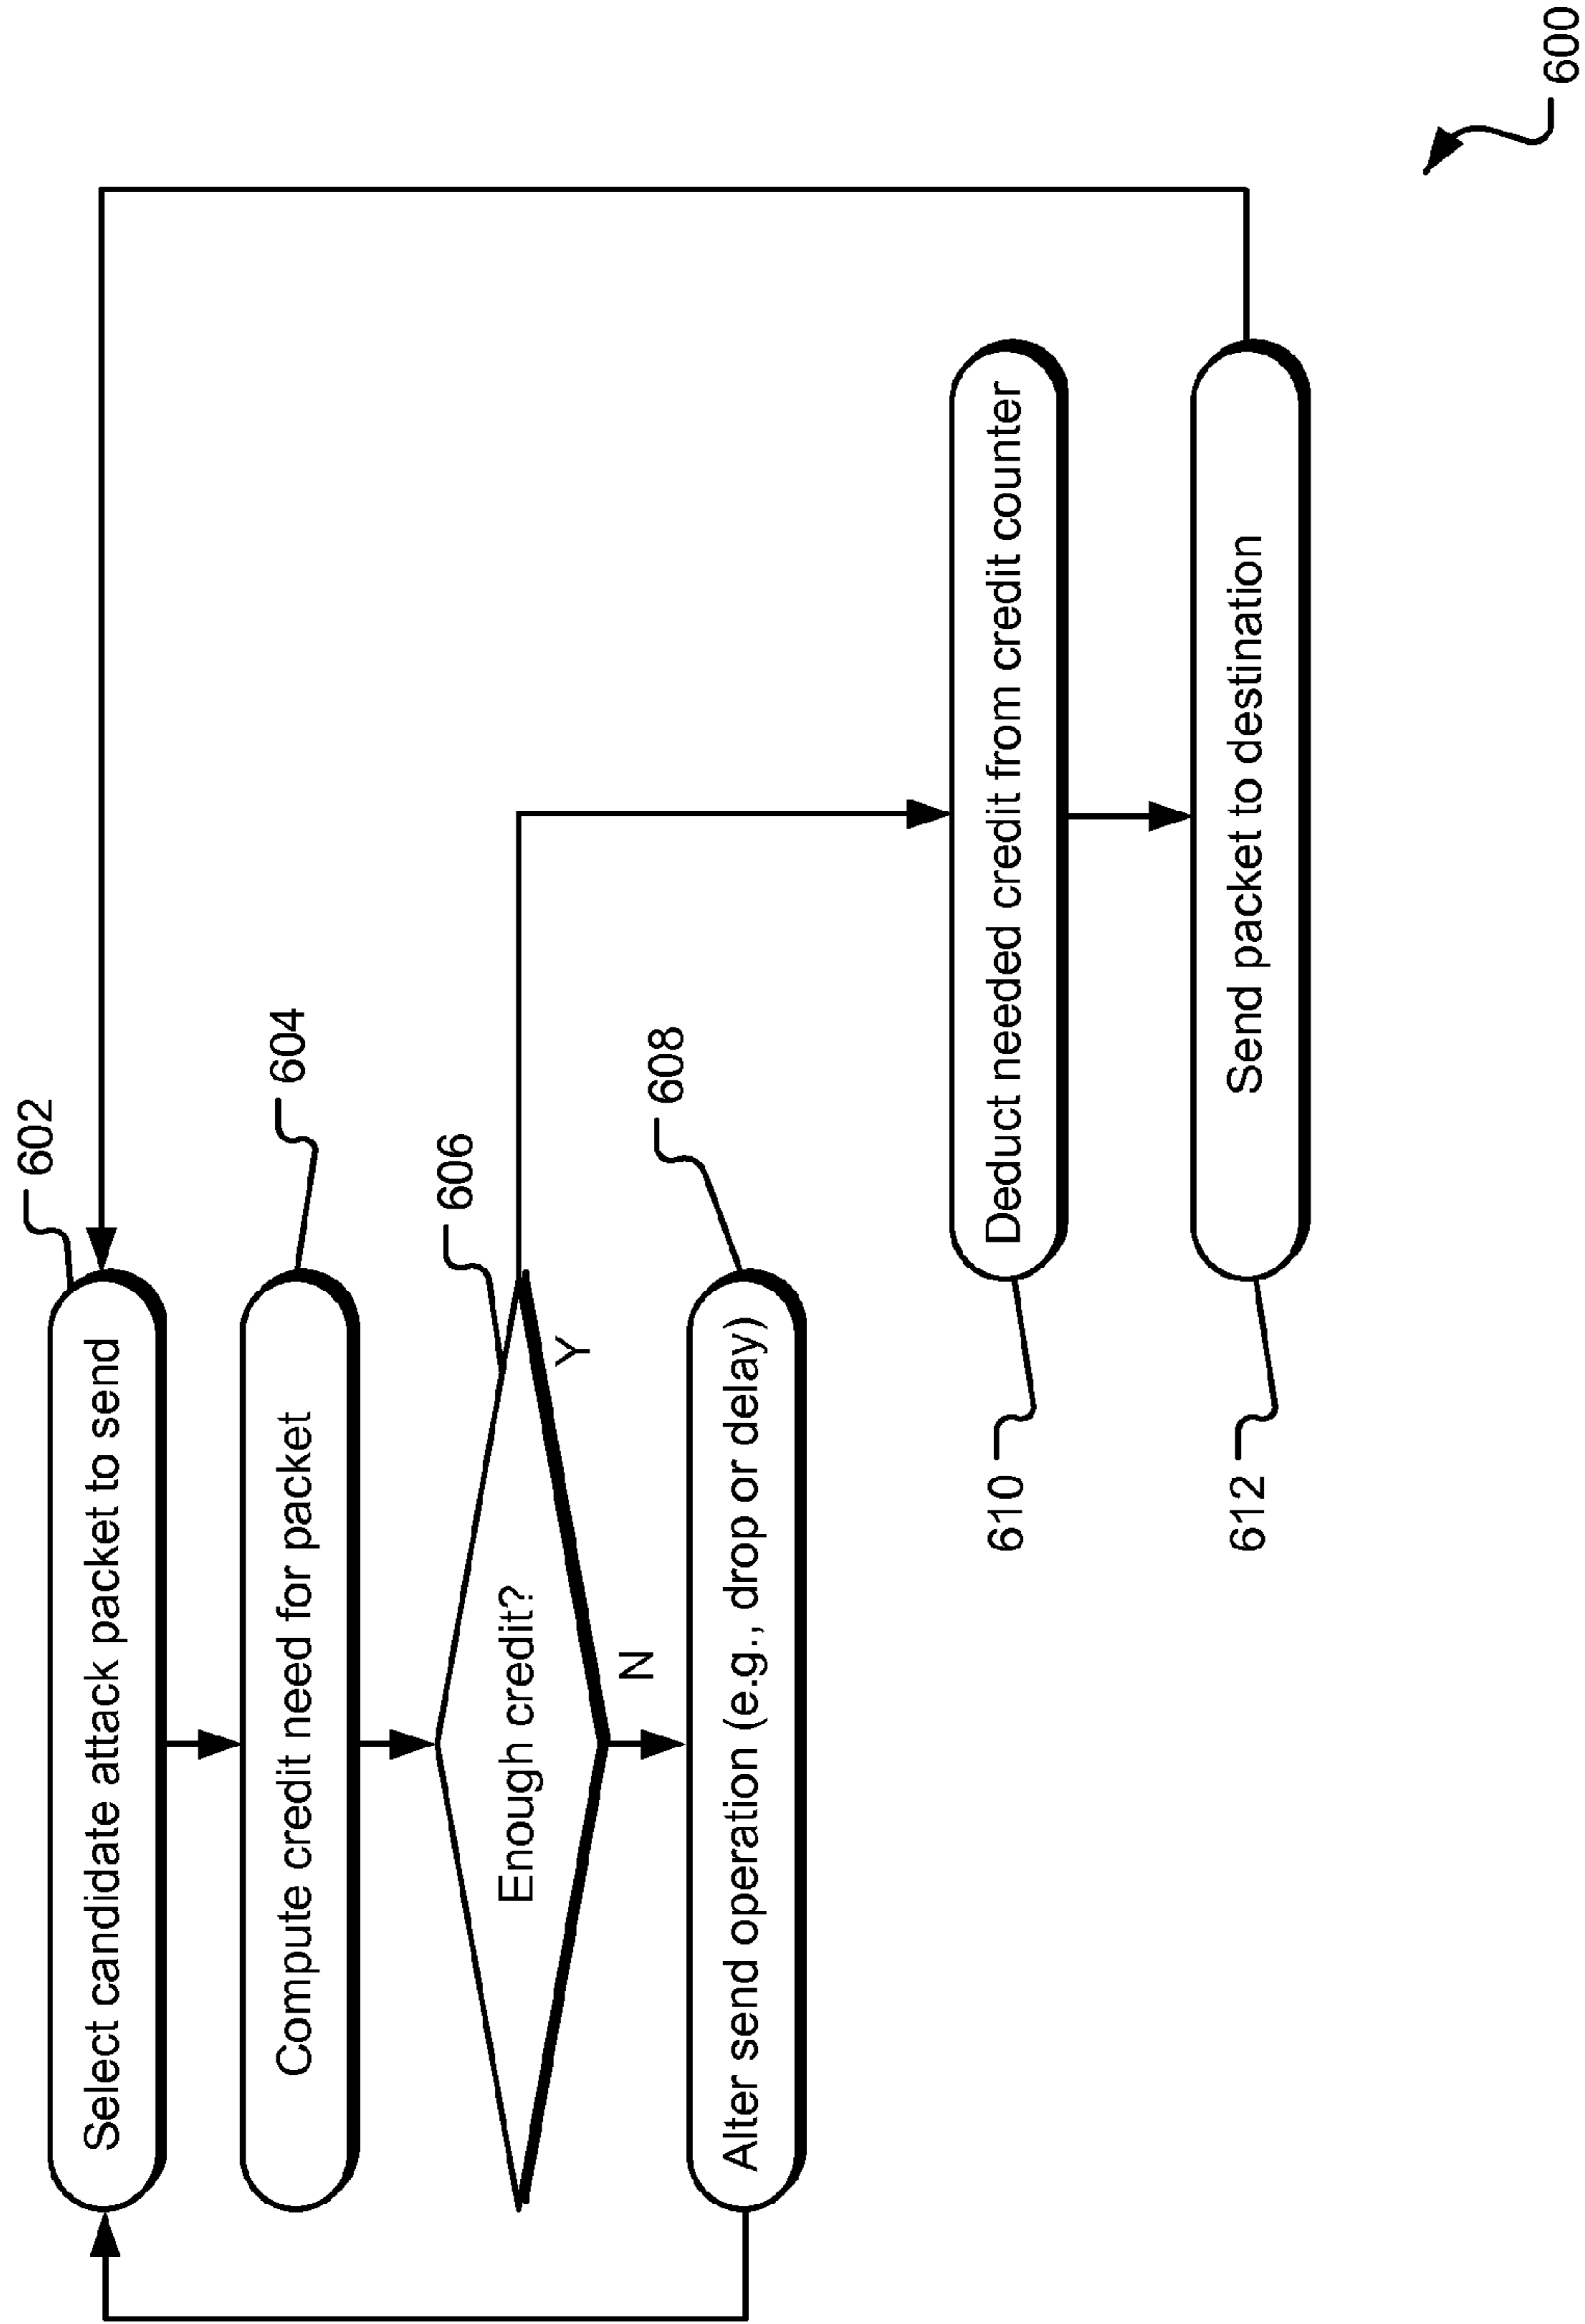 602
Select candidate attack packet to send
604
Compute credit need for packet
606
Enough credit?
Y
N
608
Alter send operation (e.g., drop or delay)
610
Deduct needed credit from credit counter
612
Send packet to destination
600